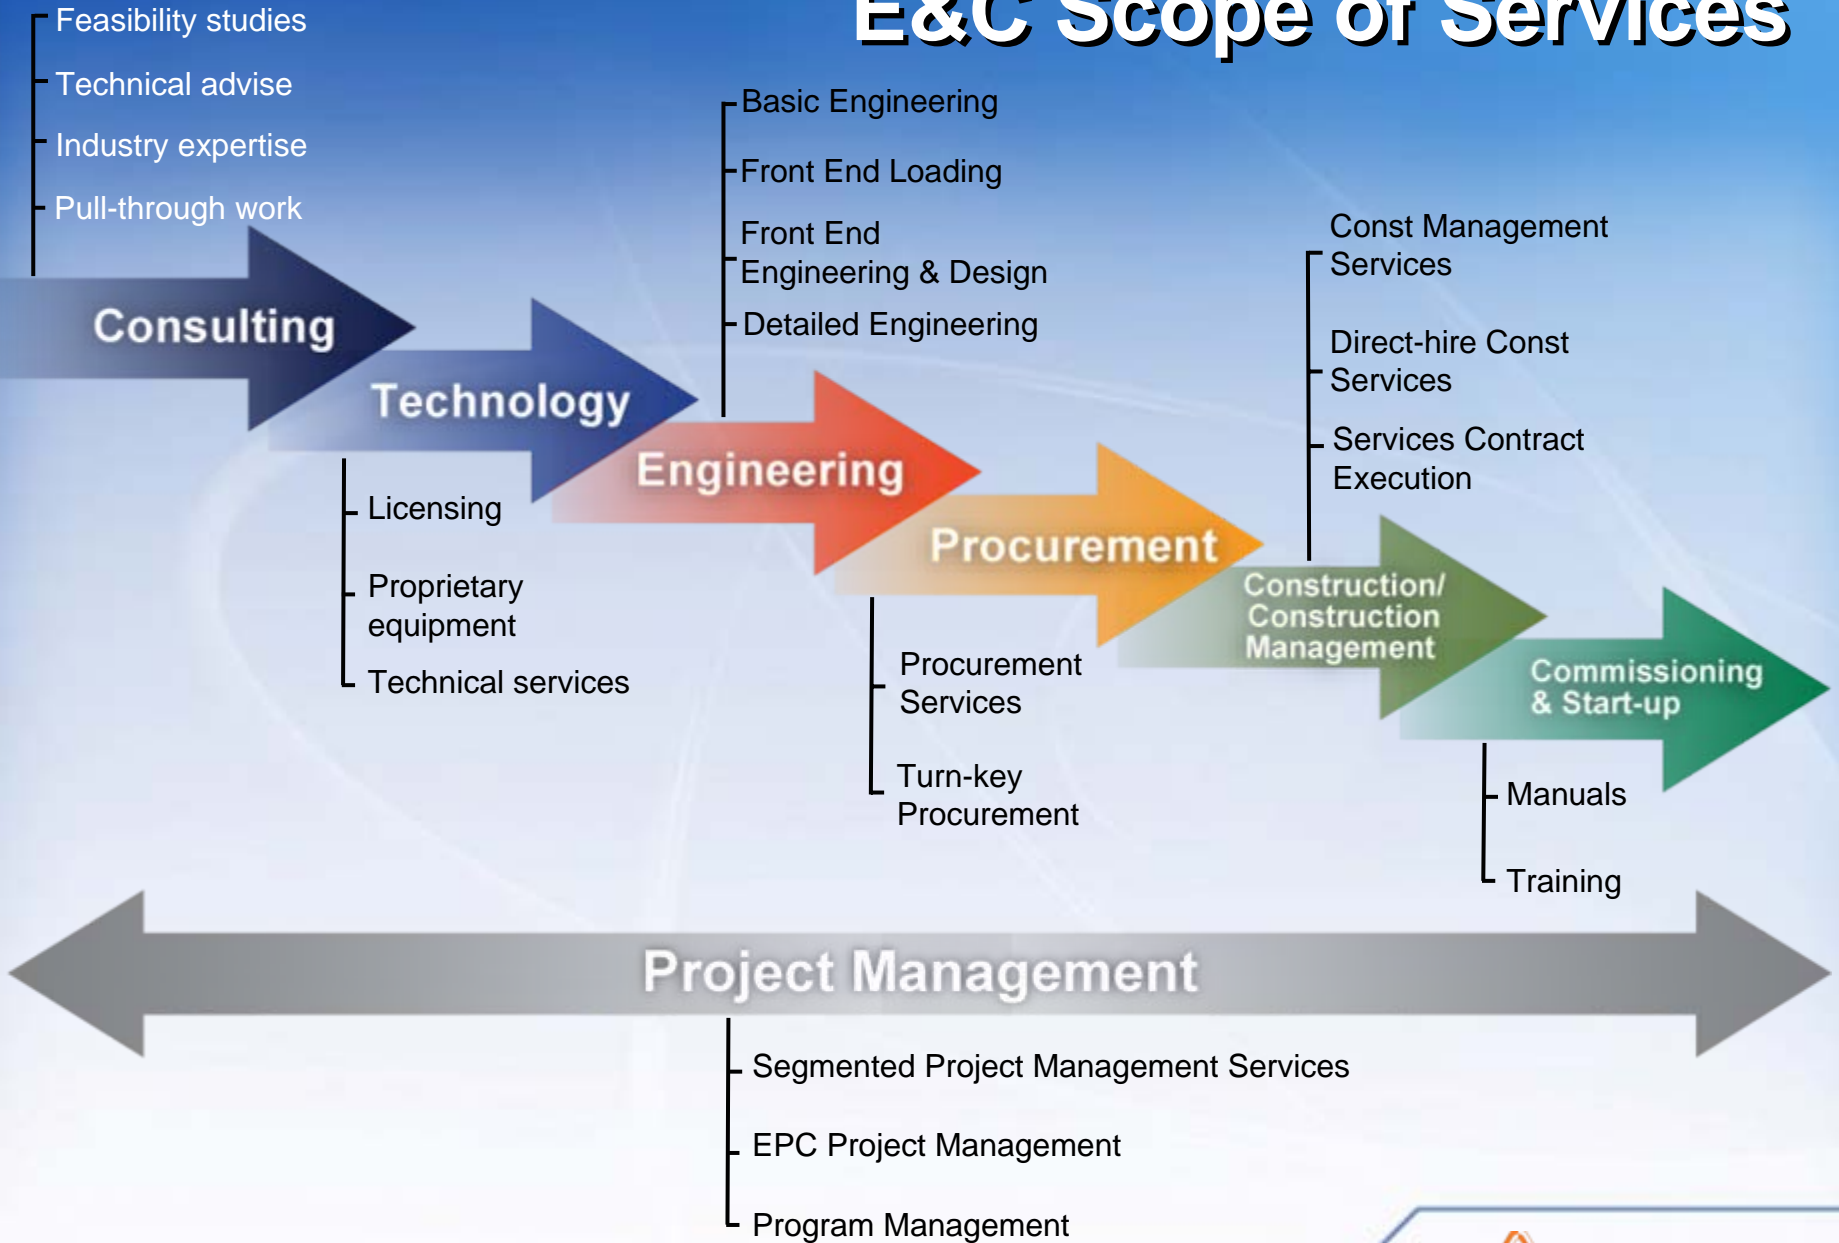 E&C Scope of Services
Feasibility studies
Technical advise
Industry expertise
Pull-through work
Consulting
Technology
Licensing
Proprietary
equipment
Technical services
Basic Engineering
Front End Loading
Front End
Engineering & Design
Detailed Engineering
Engineering
Procurement
Procurement
Services
Turn-key
Procurement
Const Management
Services
Direct-hire Const
Services
Services Contract
Execution
Construction/
Construction
Management
Commissioning
& Start-up
Manuals
Training
Project Management
Segmented Project Management Services
EPC Project Management
Program Management